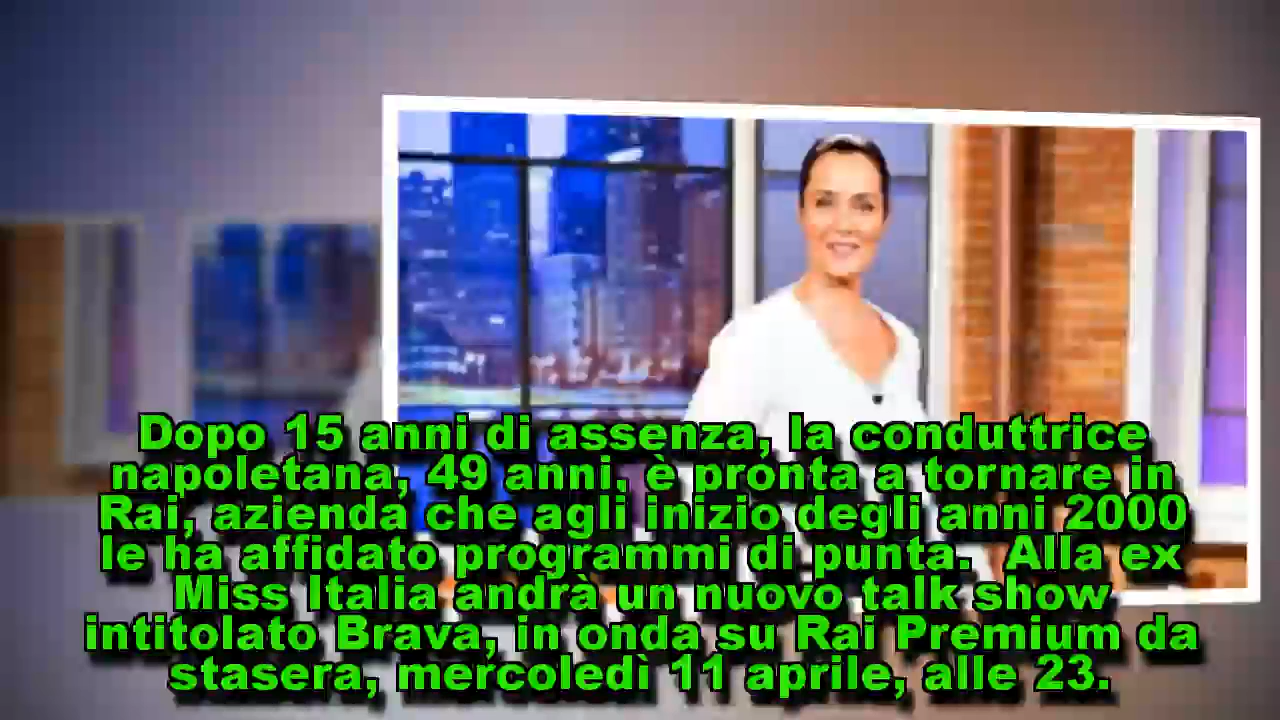 Dopo 15 anni di assenza, la conduttrice
napoletana, 49 anni, è pronta a tornare in
Rai, azienda che agli inizio degli anni 2000
le ha affidato programmi di punta.  Alla ex
Miss Italia andrà un nuovo talk show
intitolato Brava, in onda su Rai Premium da
stasera, mercoledì 11 aprile, alle 23.